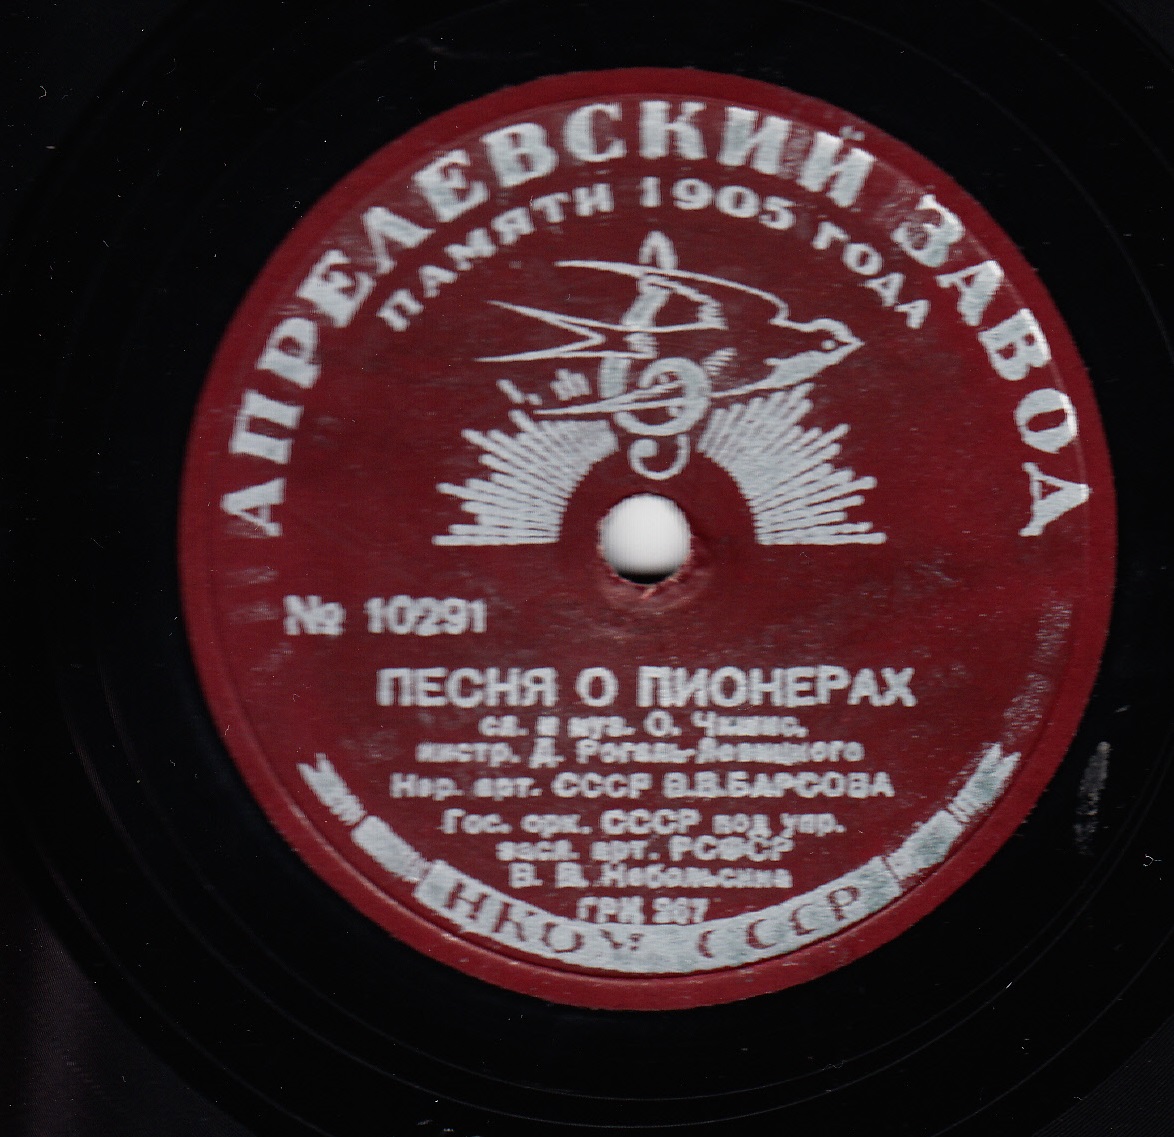 АПРЕЛЕВСКИЙ ЗАВОД
ПАМЯТИ 1905 ГОДА
№ 10291
ПЕСНЯ О ПИОНЕРАХ
сл. и муз. О.
инстр. Д. Рогаль-Левицкого
Нар. арт. СССР В.В.БАРСОВА
Гос. орк. СССР под упр.
засл. арт. РСФСР
В. В. Небольсина
ГРК 267
НКОМ СССР